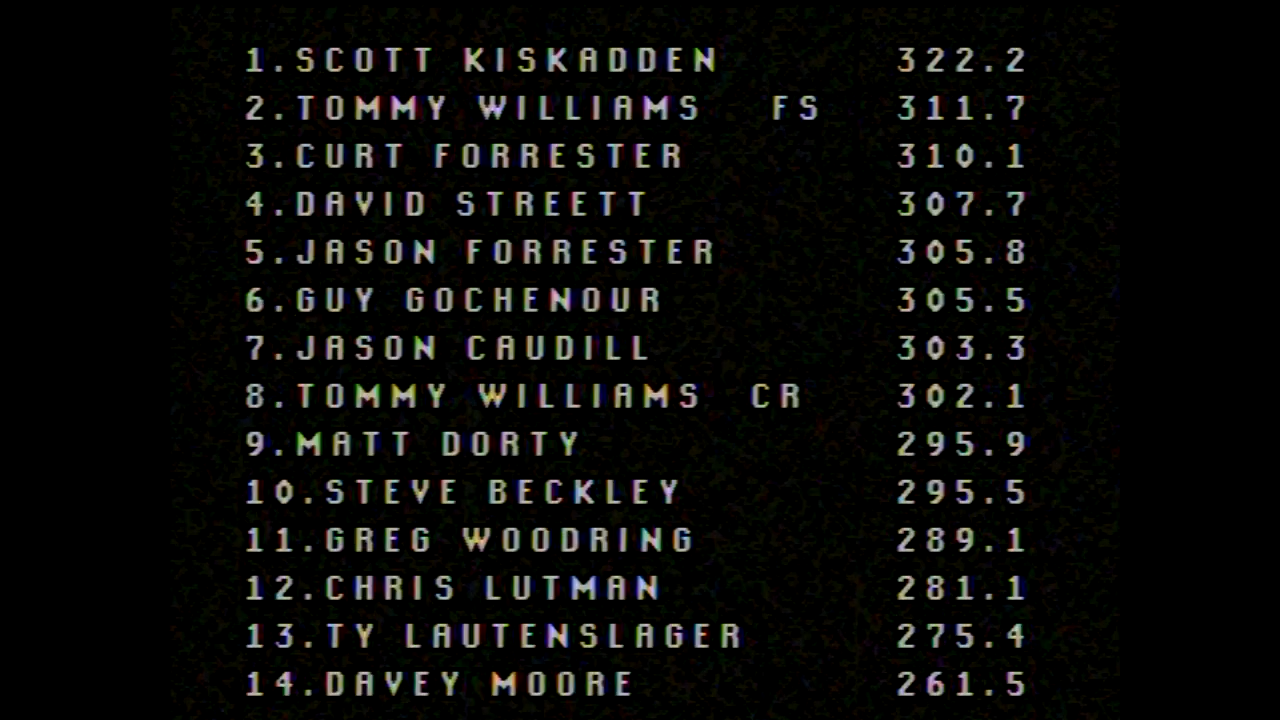 1.SCOTT KISKADDEN 322.2
2.TOMMY WILLIAMS FS 311.7
3.CURT FORRESTER 310.1
4.DAVID STREETT 307.7
5.JASON FORRESTER 305.8
6.GUY GOCHENOUR 305.5
7.JASON CAUDILL 303.3
8.TOMMY WILLIAMS CR 302.1
9.MATT DORTY 295.9
10.STEVE BECKLEY 295.5
11.GREG WOODRING 289.1
12.CHRIS LUTMAN 281.1
13.TY LAUTENSLAGER 275.4
14.DAVEY MOORE 261.5